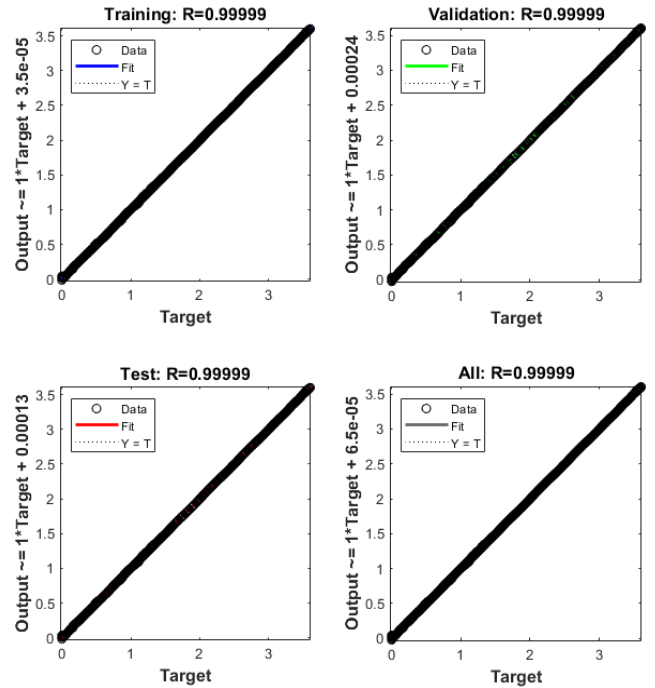 Training: R=0.99999
Output ~= 1*Target + 3.5e-05
Data
Fit
Y = T
3.5
3
2.5
2
1.5
1
0.5
0
0 1 2 3
Target
Validation: R=0.99999
Output ~= 1*Target + 0.00024
Data
Fit
Y = T
3.5
3
2.5
2
1.5
1
0.5
0
0 1 2 3
Target
Test: R=0.99999
Output ~= 1*Target + 0.00013
Data
Fit
Y = T
3.5
3
2.5
2
1.5
1
0.5
0
0 1 2 3
Target
All: R=0.99999
Output ~= 1*Target + 6.5e-05
Data
Fit
Y = T
3.5
3
2.5
2
1.5
1
0.5
0
0 1 2 3
Target